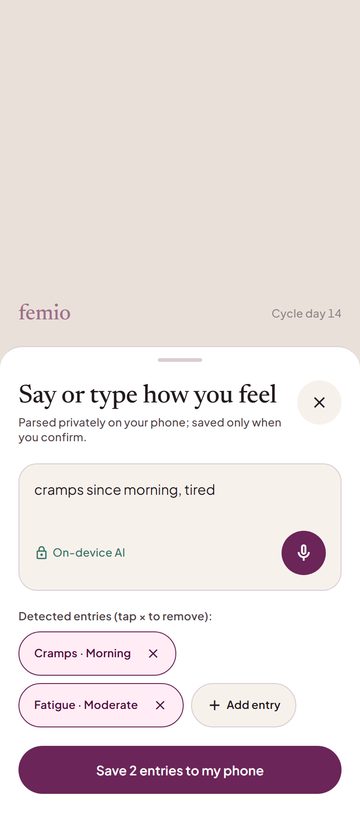 femio
Cycle day 14
Say or type how you feel
Parsed privately on your phone; saved only when
you confirm.
cramps since morning, tired
On-device AI
Detected entries (tap × to remove):
Cramps · Morning ×
Fatigue · Moderate ×
+ Add entry
Save 2 entries to my phone